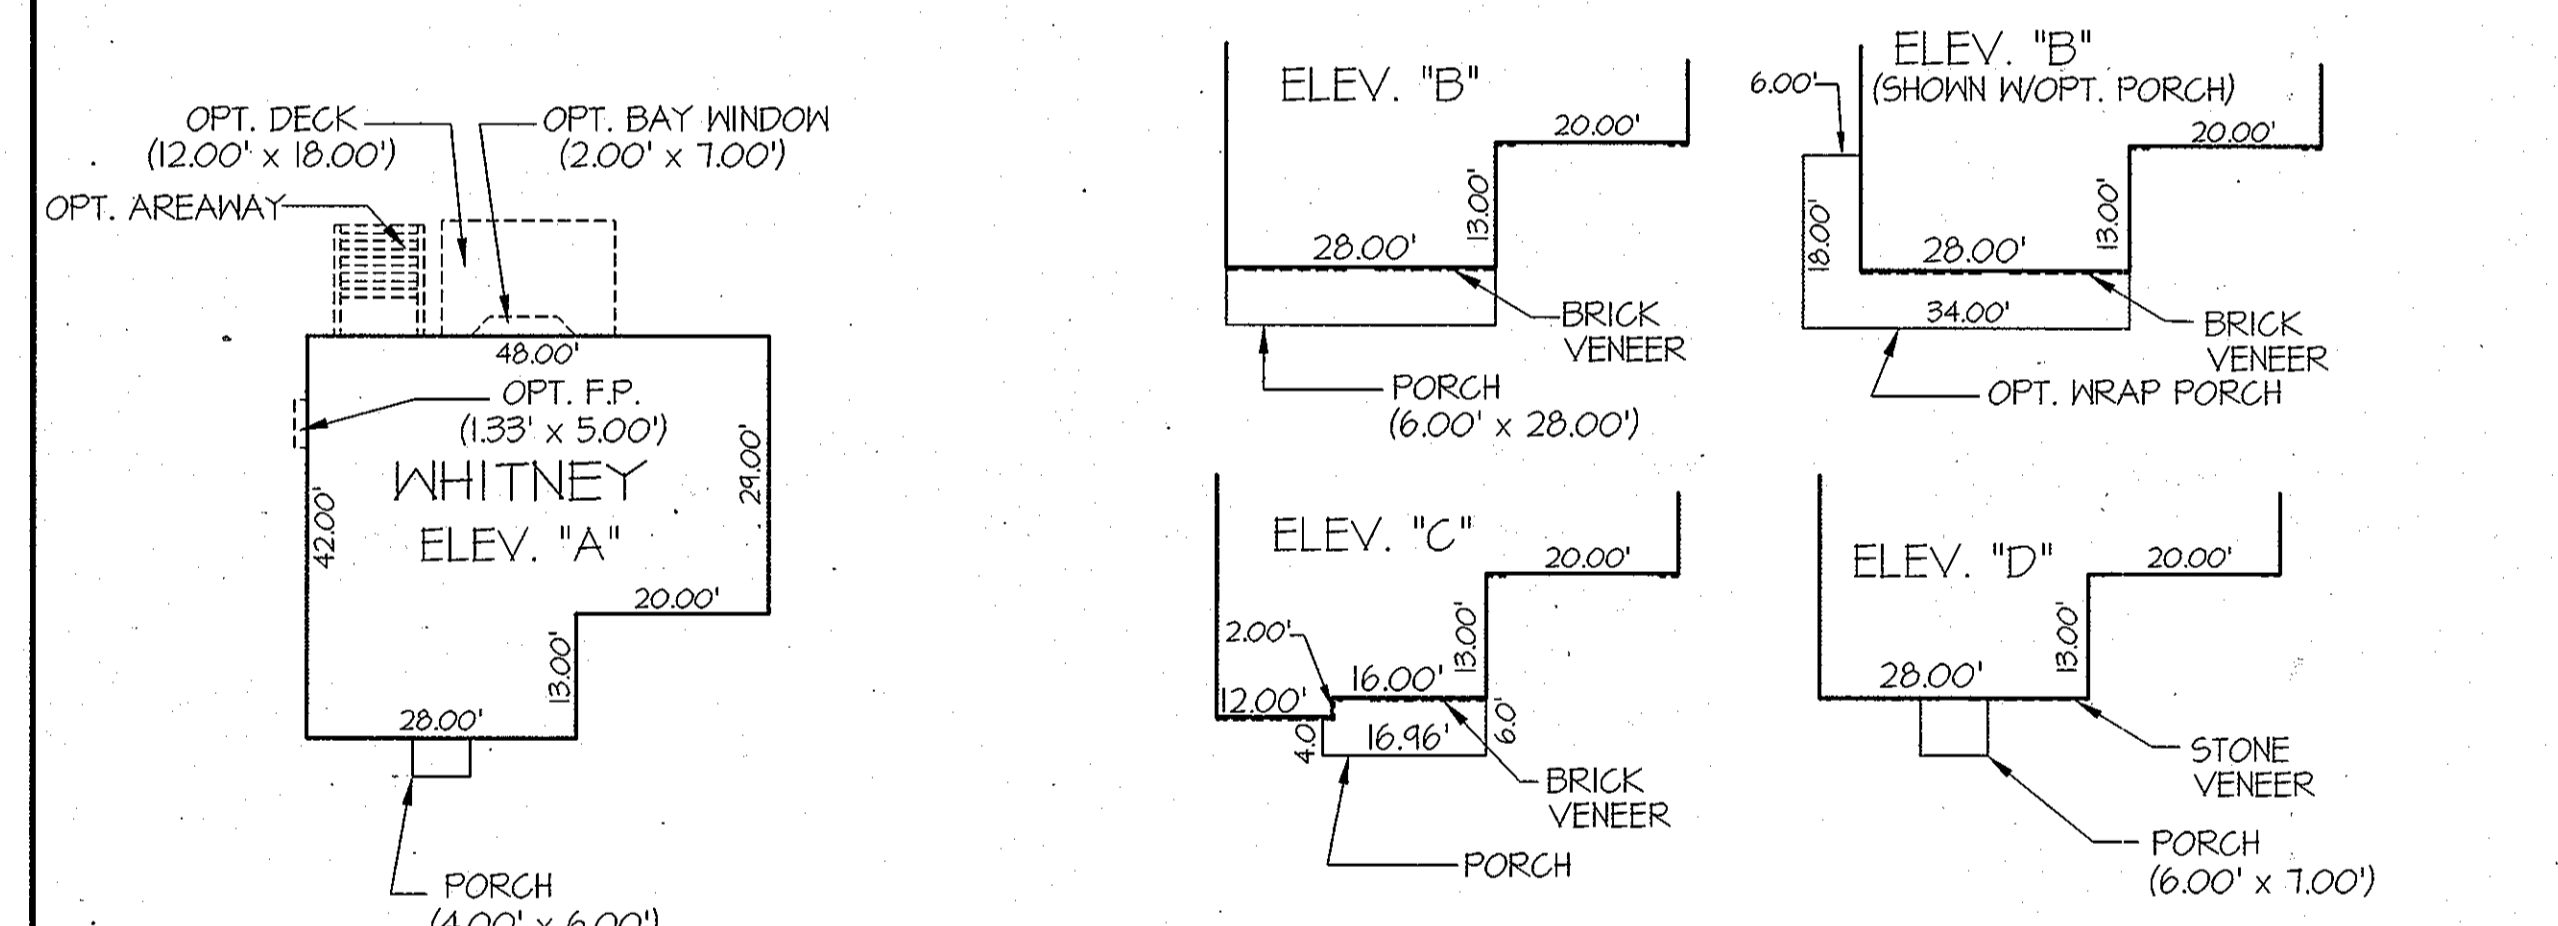 OPT. DECK
(12.00' x 18.00')
OPT. BAY WINDOW
(2.00' x 7.00')
OPT. AREAWAY
48.00'
OPT. F.P.
(1.33' x 5.00')
WHITNEY
ELEV. "A"
42.00'
29.00'
20.00'
13.00'
28.00'
PORCH
(4.00' x 6.00')
ELEV. "B"
20.00'
13.00'
28.00'
BRICK
VENEER
PORCH
(6.00' x 28.00')
ELEV. "B"
(SHOWN W/OPT. PORCH)
6.00'
20.00'
18.00'
13.00'
28.00'
34.00'
BRICK
VENEER
OPT. WRAP PORCH
ELEV. "C"
20.00'
2.00'
13.00'
16.00'
12.00'
4.0'
16.96'
6.0'
BRICK
VENEER
PORCH
ELEV. "D"
20.00'
13.00'
28.00'
STONE
VENEER
PORCH
(6.00' x 7.00')